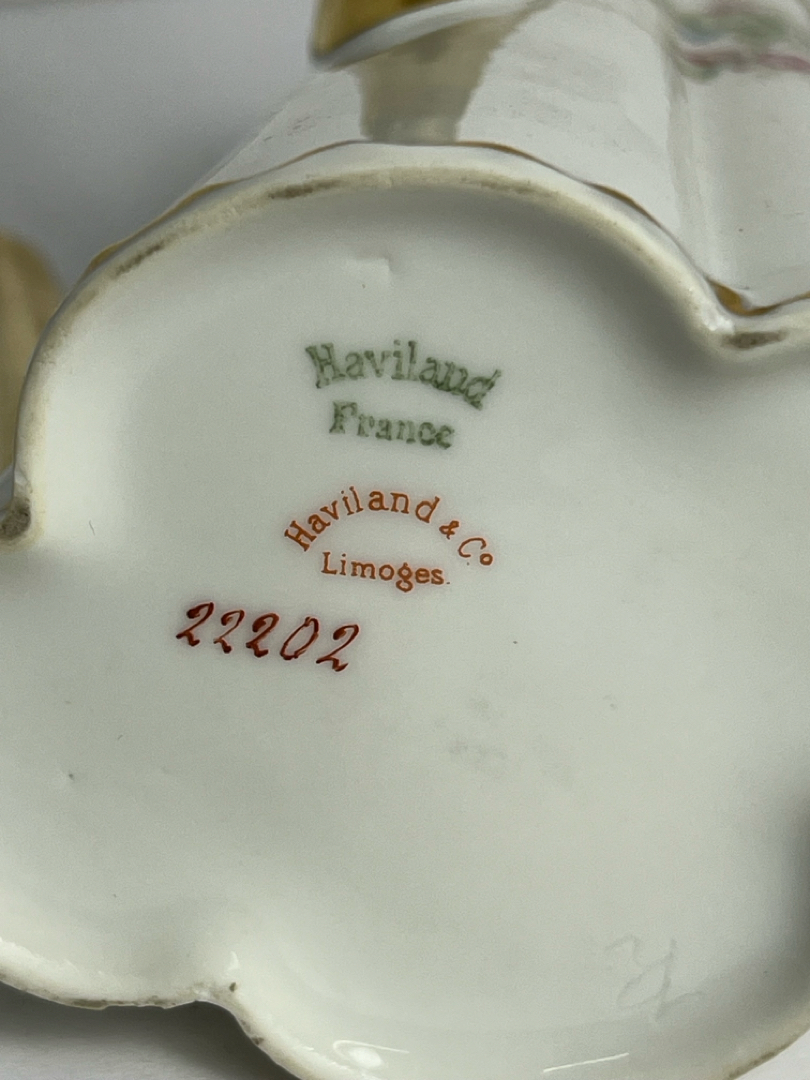 Haviland
France
Haviland & Co
Limoges.
22202